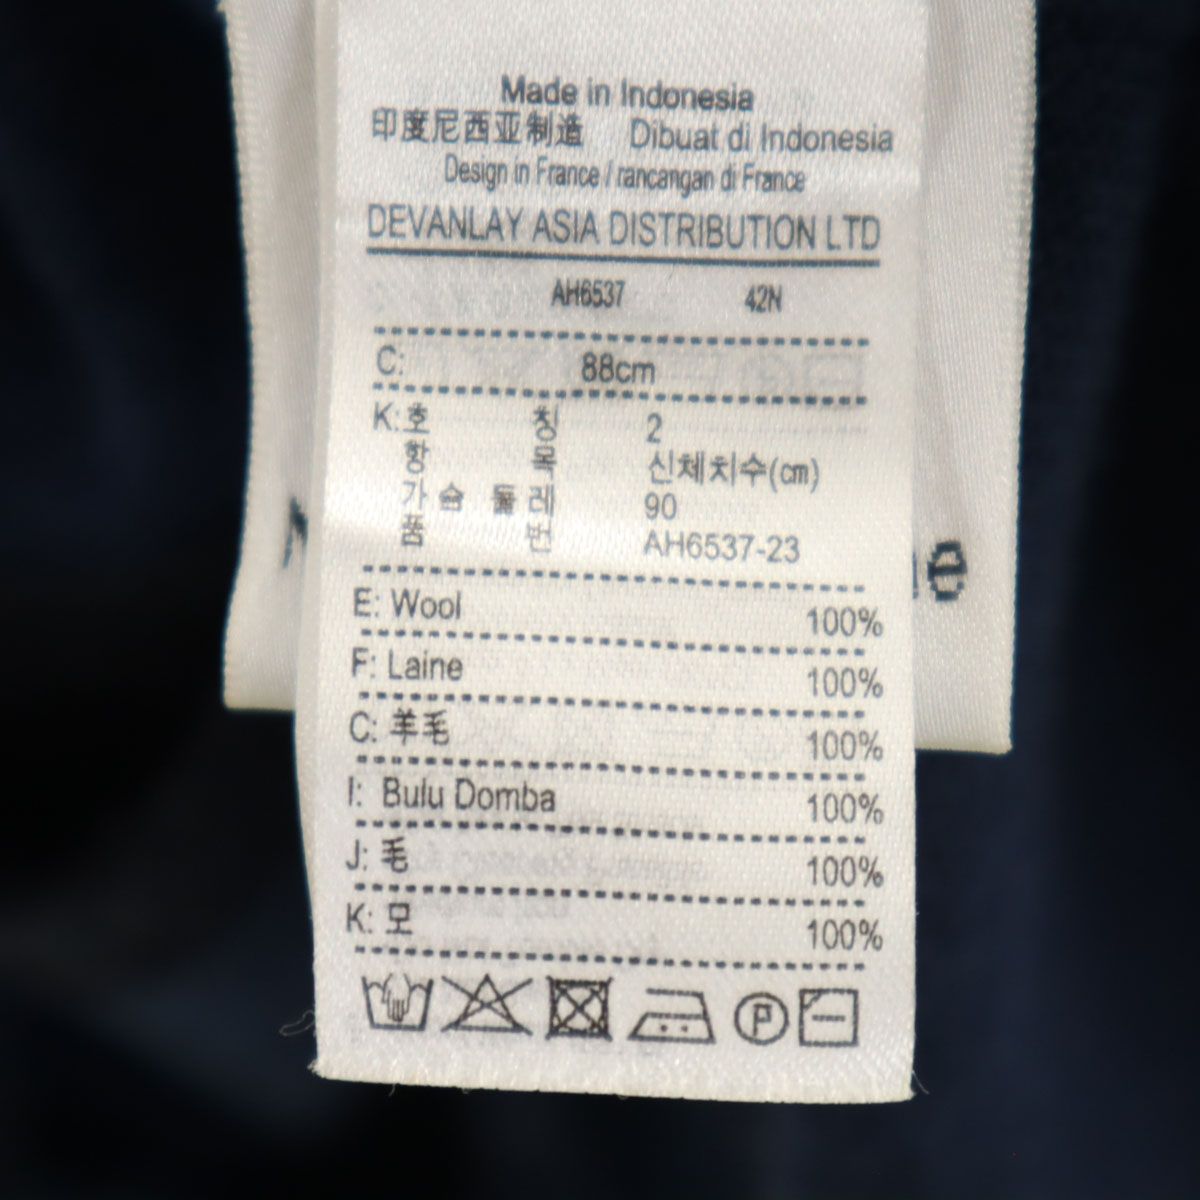 Made in Indonesia
印度尼西亚制造 Dibuat di Indonesia
Design in France / rancangan di France
DEVANLAY ASIA DISTRIBUTION LTD
AH6537 42N
C: 88cm
K: 호 칭 2
항 목 신체치수(㎝)
가 슴 둘 레 90
품 번 AH6537-23
E: Wool 100%
F: Laine 100%
C: 羊毛 100%
I: Bulu Domba 100%
J: 毛 100%
K: 모 100%
P